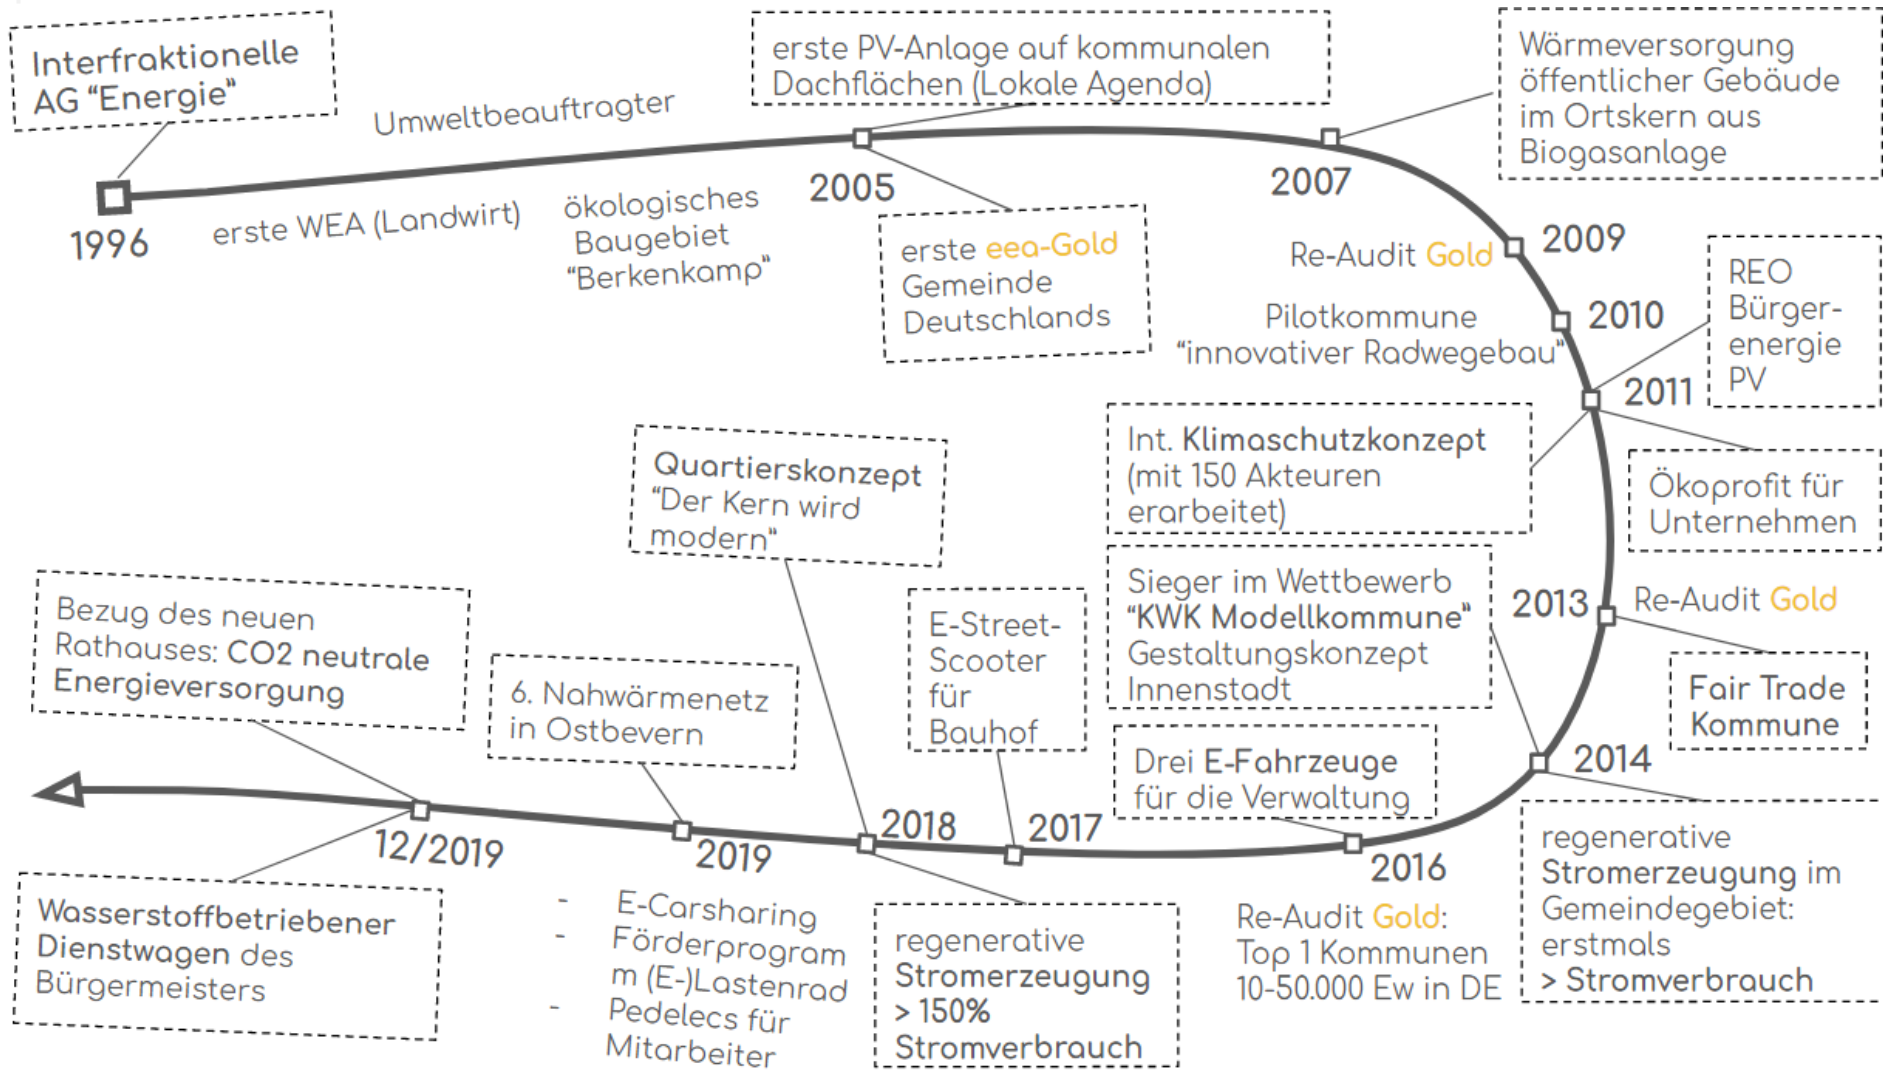 Interfraktionelle
AG "Energie"
1996
Umweltbeauftragter
erste WEA (Landwirt)
ökologisches
Baugebiet
"Berkenkamp"
erste PV-Anlage auf kommunalen
Dachflächen (Lokale Agenda)
2005
erste eea-Gold
Gemeinde
Deutschlands
2007
Wärmeversorgung
öffentlicher Gebäude
im Ortskern aus
Biogasanlage
2009
Re-Audit Gold
2010
Pilotkommune
"innovativer Radwegebau"
2011
REO
Bürger-
energie
PV
Int. Klimaschutzkonzept
(mit 150 Akteuren
erarbeitet)
Ökoprofit für
Unternehmen
2013
Re-Audit Gold
Fair Trade
Kommune
2014
Sieger im Wettbewerb
"KWK Modellkommune"
Gestaltungskonzept
Innenstadt
regenerative
Stromerzeugung im
Gemeindegebiet:
erstmals
> Stromverbrauch
2016
Drei E-Fahrzeuge
für die Verwaltung
Re-Audit Gold:
Top 1 Kommunen
10-50.000 Ew in DE
2017
E-Street-
Scooter
für
Bauhof
2018
Quartierskonzept
"Der Kern wird
modern"
regenerative
Stromerzeugung
> 150%
Stromverbrauch
2019
6. Nahwärmenetz
in Ostbevern
- E-Carsharing
- Förderprogram
m (E-)Lastenrad
- Pedelecs für
Mitarbeiter
12/2019
Bezug des neuen
Rathauses: CO2 neutrale
Energieversorgung
Wasserstoffbetriebener
Dienstwagen des
Bürgermeisters